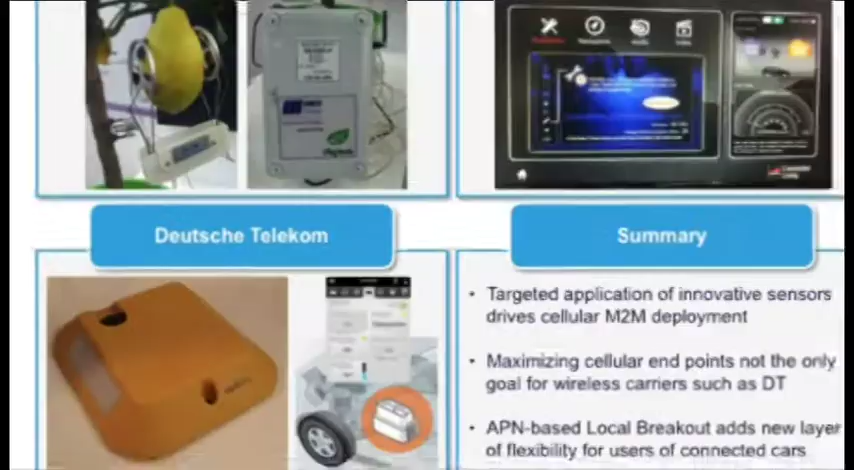 Deutsche Telekom
Summary
• Targeted application of innovative sensors
drives cellular M2M deployment
• Maximizing cellular end points not the only
goal for wireless carriers such as DT
• APN-based Local Breakout adds new layer
of flexibility for users of connected cars